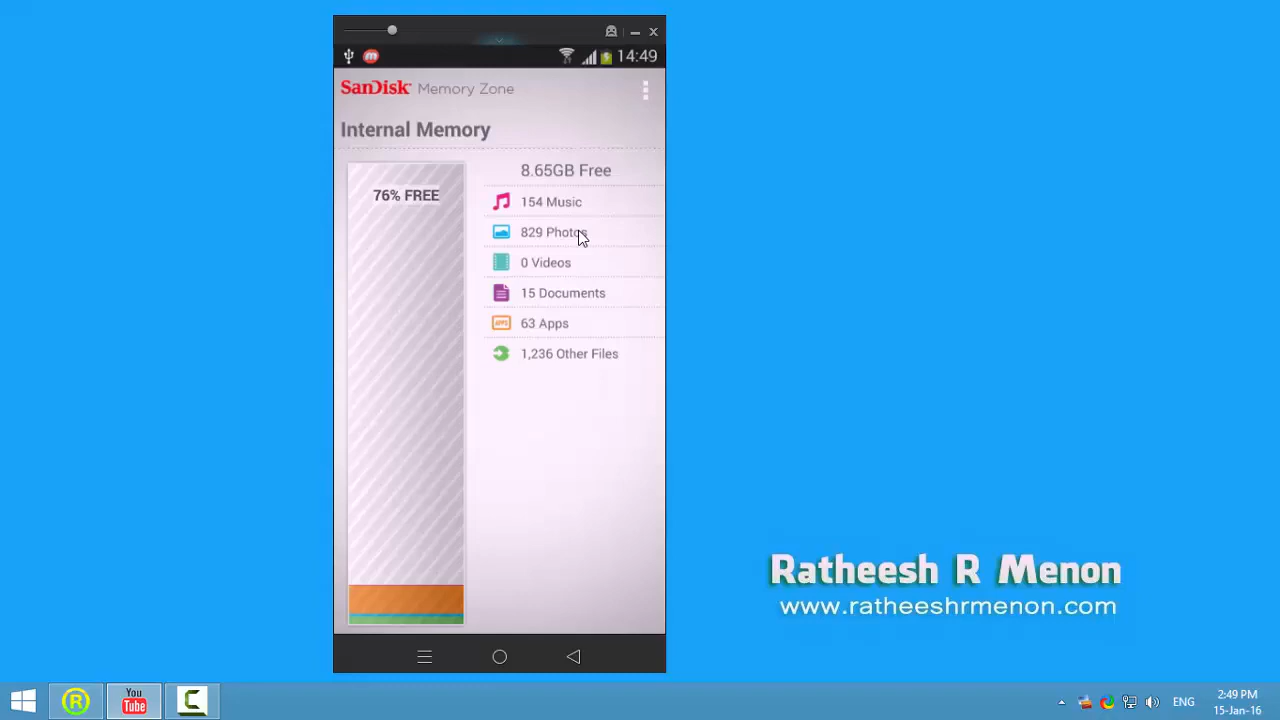 14:49
SanDisk Memory Zone
Internal Memory
76% FREE
8.65GB Free
154 Music
829 Photos
0 Videos
15 Documents
APPS
63 Apps
1,236 Other Files
Ratheesh R Menon
www.ratheeshrmenon.com
R
You
Tube
C
ENG
2:49 PM
15-Jan-16